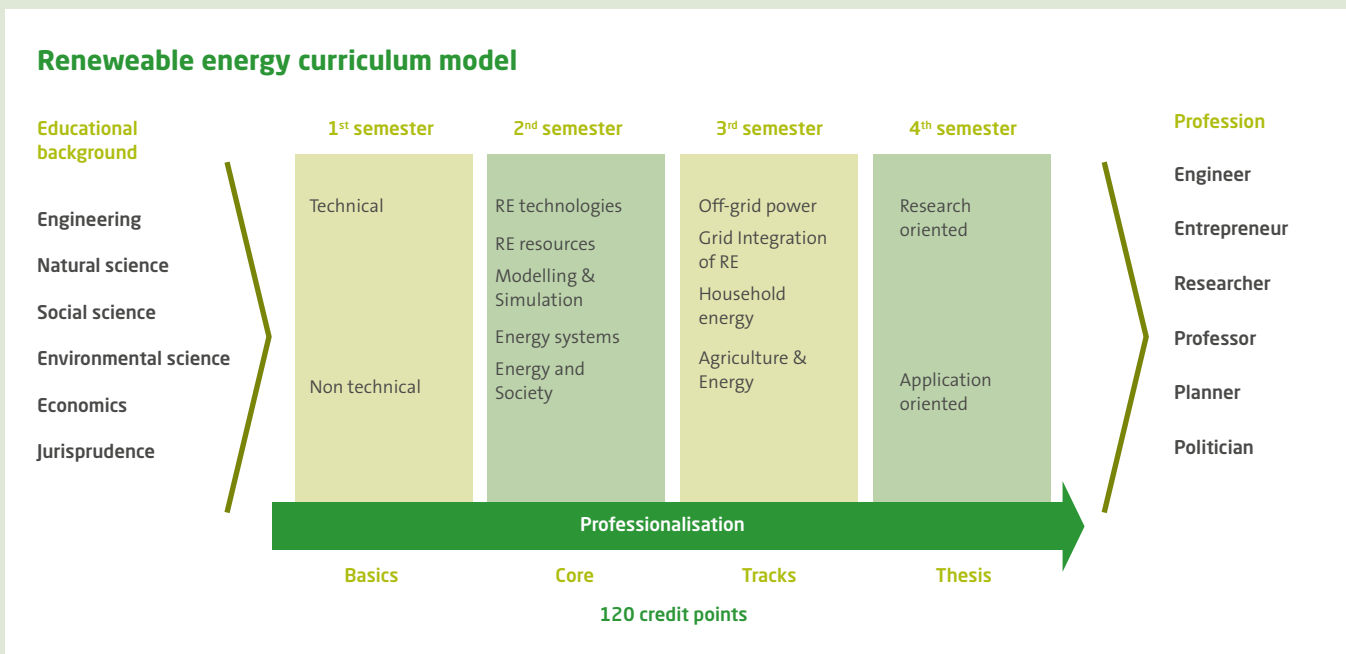 Reneweable energy curriculum model
Educational
background
Engineering
Natural science
Social science
Environmental science
Economics
Jurisprudence
1st semester
Technical
Non technical
2nd semester
RE technologies
RE resources
Modelling &
Simulation
Energy systems
Energy and
Society
3rd semester
Off-grid power
Grid Integration
of RE
Household
energy
Agriculture &
Energy
4th semester
Research
oriented
Application
oriented
Profession
Engineer
Entrepreneur
Researcher
Professor
Planner
Politician
Professionalisation
Basics
Core
Tracks
Thesis
120 credit points